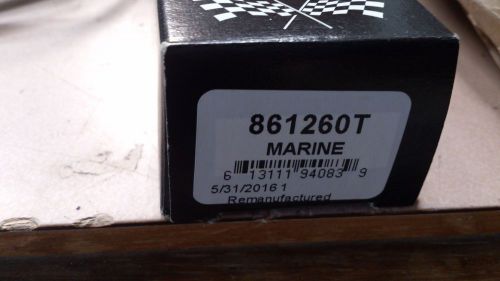 861260T
MARINE
6 13111 94083 9
5/31/2016 1
Remanufactured